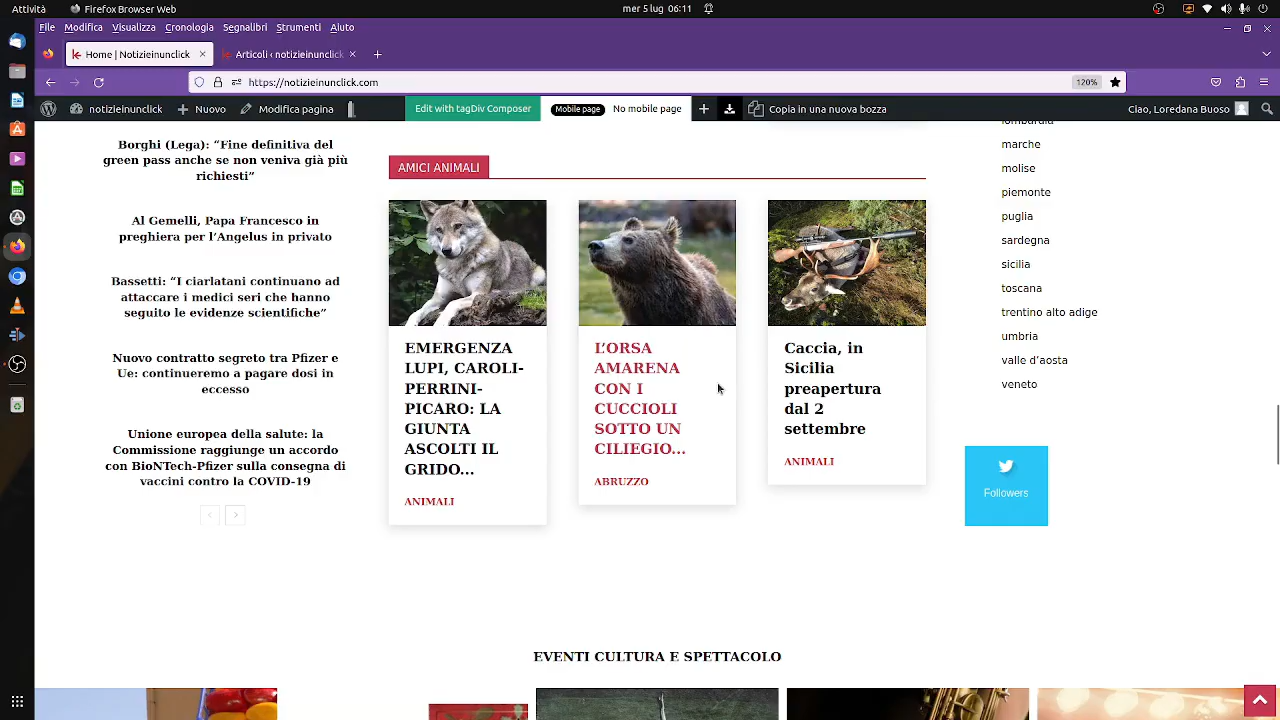 Attività
Firefox Browser Web
mer 5 lug 06:11
File Modifica Visualizza Cronologia Segnalibri Strumenti Aiuto
Home | Notizieinunclick
Articoli ‹ notizieinunclick
https://notizieinunclick.com
120%
notizieinunclick
Nuovo
Modifica pagina
Edit with tagDiv Composer
Mobile page
No mobile page
Copia in una nuova bozza
Ciao, Loredana Buoso
Borghi (Lega): “Fine definitiva del
green pass anche se non veniva già più
richiesti”
Al Gemelli, Papa Francesco in
preghiera per l’Angelus in privato
Bassetti: “I ciarlatani continuano ad
attaccare i medici seri che hanno
seguito le evidenze scientifiche”
Nuovo contratto segreto tra Pfizer e
Ue: continueremo a pagare dosi in
eccesso
Unione europea della salute: la
Commissione raggiunge un accordo
con BioNTech-Pfizer sulla consegna di
vaccini contro la COVID-19
AMICI ANIMALI
EMERGENZA
LUPI, CAROLI-
PERRINI-
PICARO: LA
GIUNTA
ASCOLTI IL
GRIDO...
ANIMALI
L’ORSA
AMARENA
CON I
CUCCIOLI
SOTTO UN
CILIEGIO...
ABRUZZO
Caccia, in
Sicilia
preapertura
dal 2
settembre
ANIMALI
lombardia
marche
molise
piemonte
puglia
sardegna
sicilia
toscana
trentino alto adige
umbria
valle d’aosta
veneto
Followers
EVENTI CULTURA E SPETTACOLO